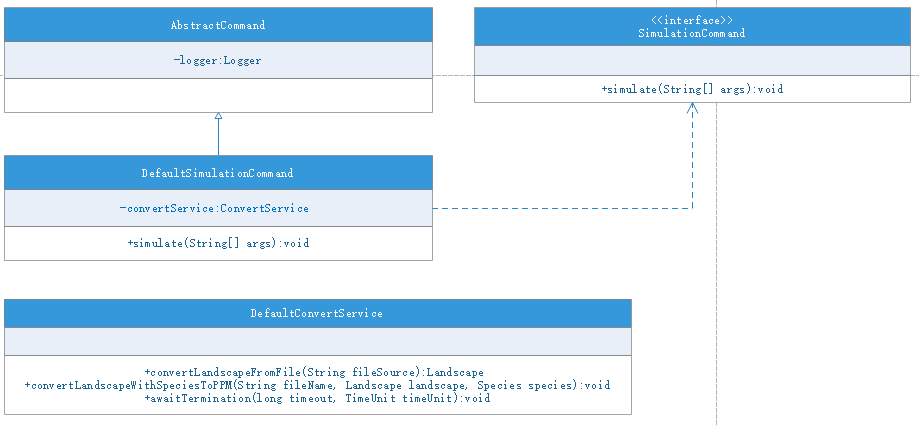 AbstractCommand
-logger:Logger
<<interface>>
SimulationCommand
+simulate(String[] args):void
DefaultSimulationCommand
-convertService:ConvertService
+simulate(String[] args):void
DefaultConvertService
+convertLandscapeFromFile(String fileSource):Landscape
+convertLandscapeWithSpeciesToPPM(String fileName, Landscape landscape, Species species):void
+awaitTermination(long timeout, TimeUnit timeUnit):void